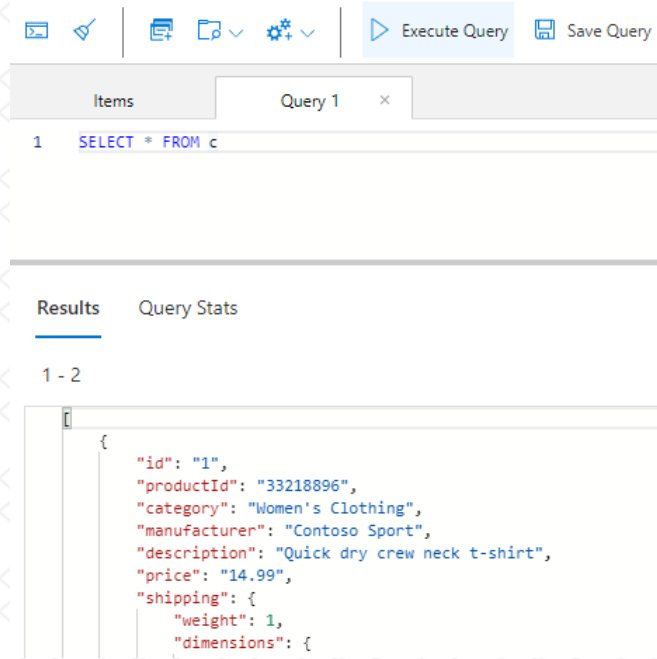 Execute Query Save Query
Items Query 1 ×
1 SELECT * FROM c
Results Query Stats
1 - 2
[
{
"id": "1",
"productId": "33218896",
"category": "Women's Clothing",
"manufacturer": "Contoso Sport",
"description": "Quick dry crew neck t-shirt",
"price": "14.99",
"shipping": {
"weight": 1,
"dimensions": {